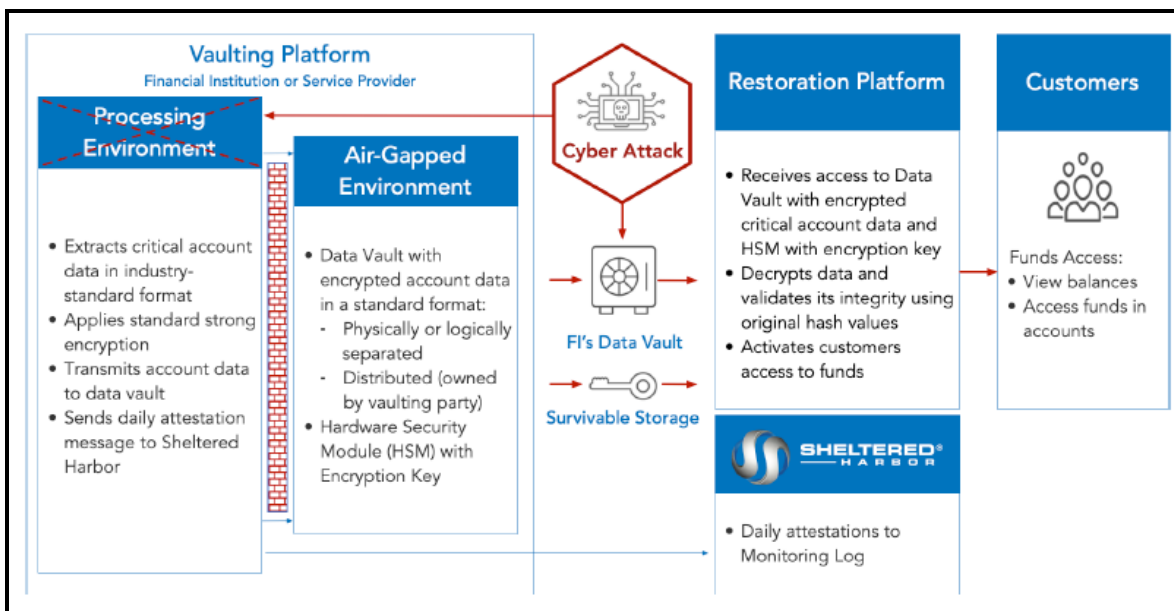 Vaulting Platform
Financial Institution or Service Provider
Processing
Environment
• Extracts critical account
data in industry-
standard format
• Applies standard strong
encryption
• Transmits account data
to data vault
• Sends daily attestation
message to Sheltered
Harbor
Air-Gapped
Environment
• Data Vault with
encrypted account data
in a standard format:
- Physically or logically
separated
- Distributed (owned
by vaulting party)
• Hardware Security
Module (HSM) with
Encryption Key
Cyber Attack
FI's Data Vault
Survivable Storage
Restoration Platform
• Receives access to Data
Vault with encrypted
critical account data and
HSM with encryption key
• Decrypts data and
validates its integrity using
original hash values
• Activates customers
access to funds
SHELTERED®
HARBOR
• Daily attestations to
Monitoring Log
Customers
Funds Access:
• View balances
• Access funds in
accounts